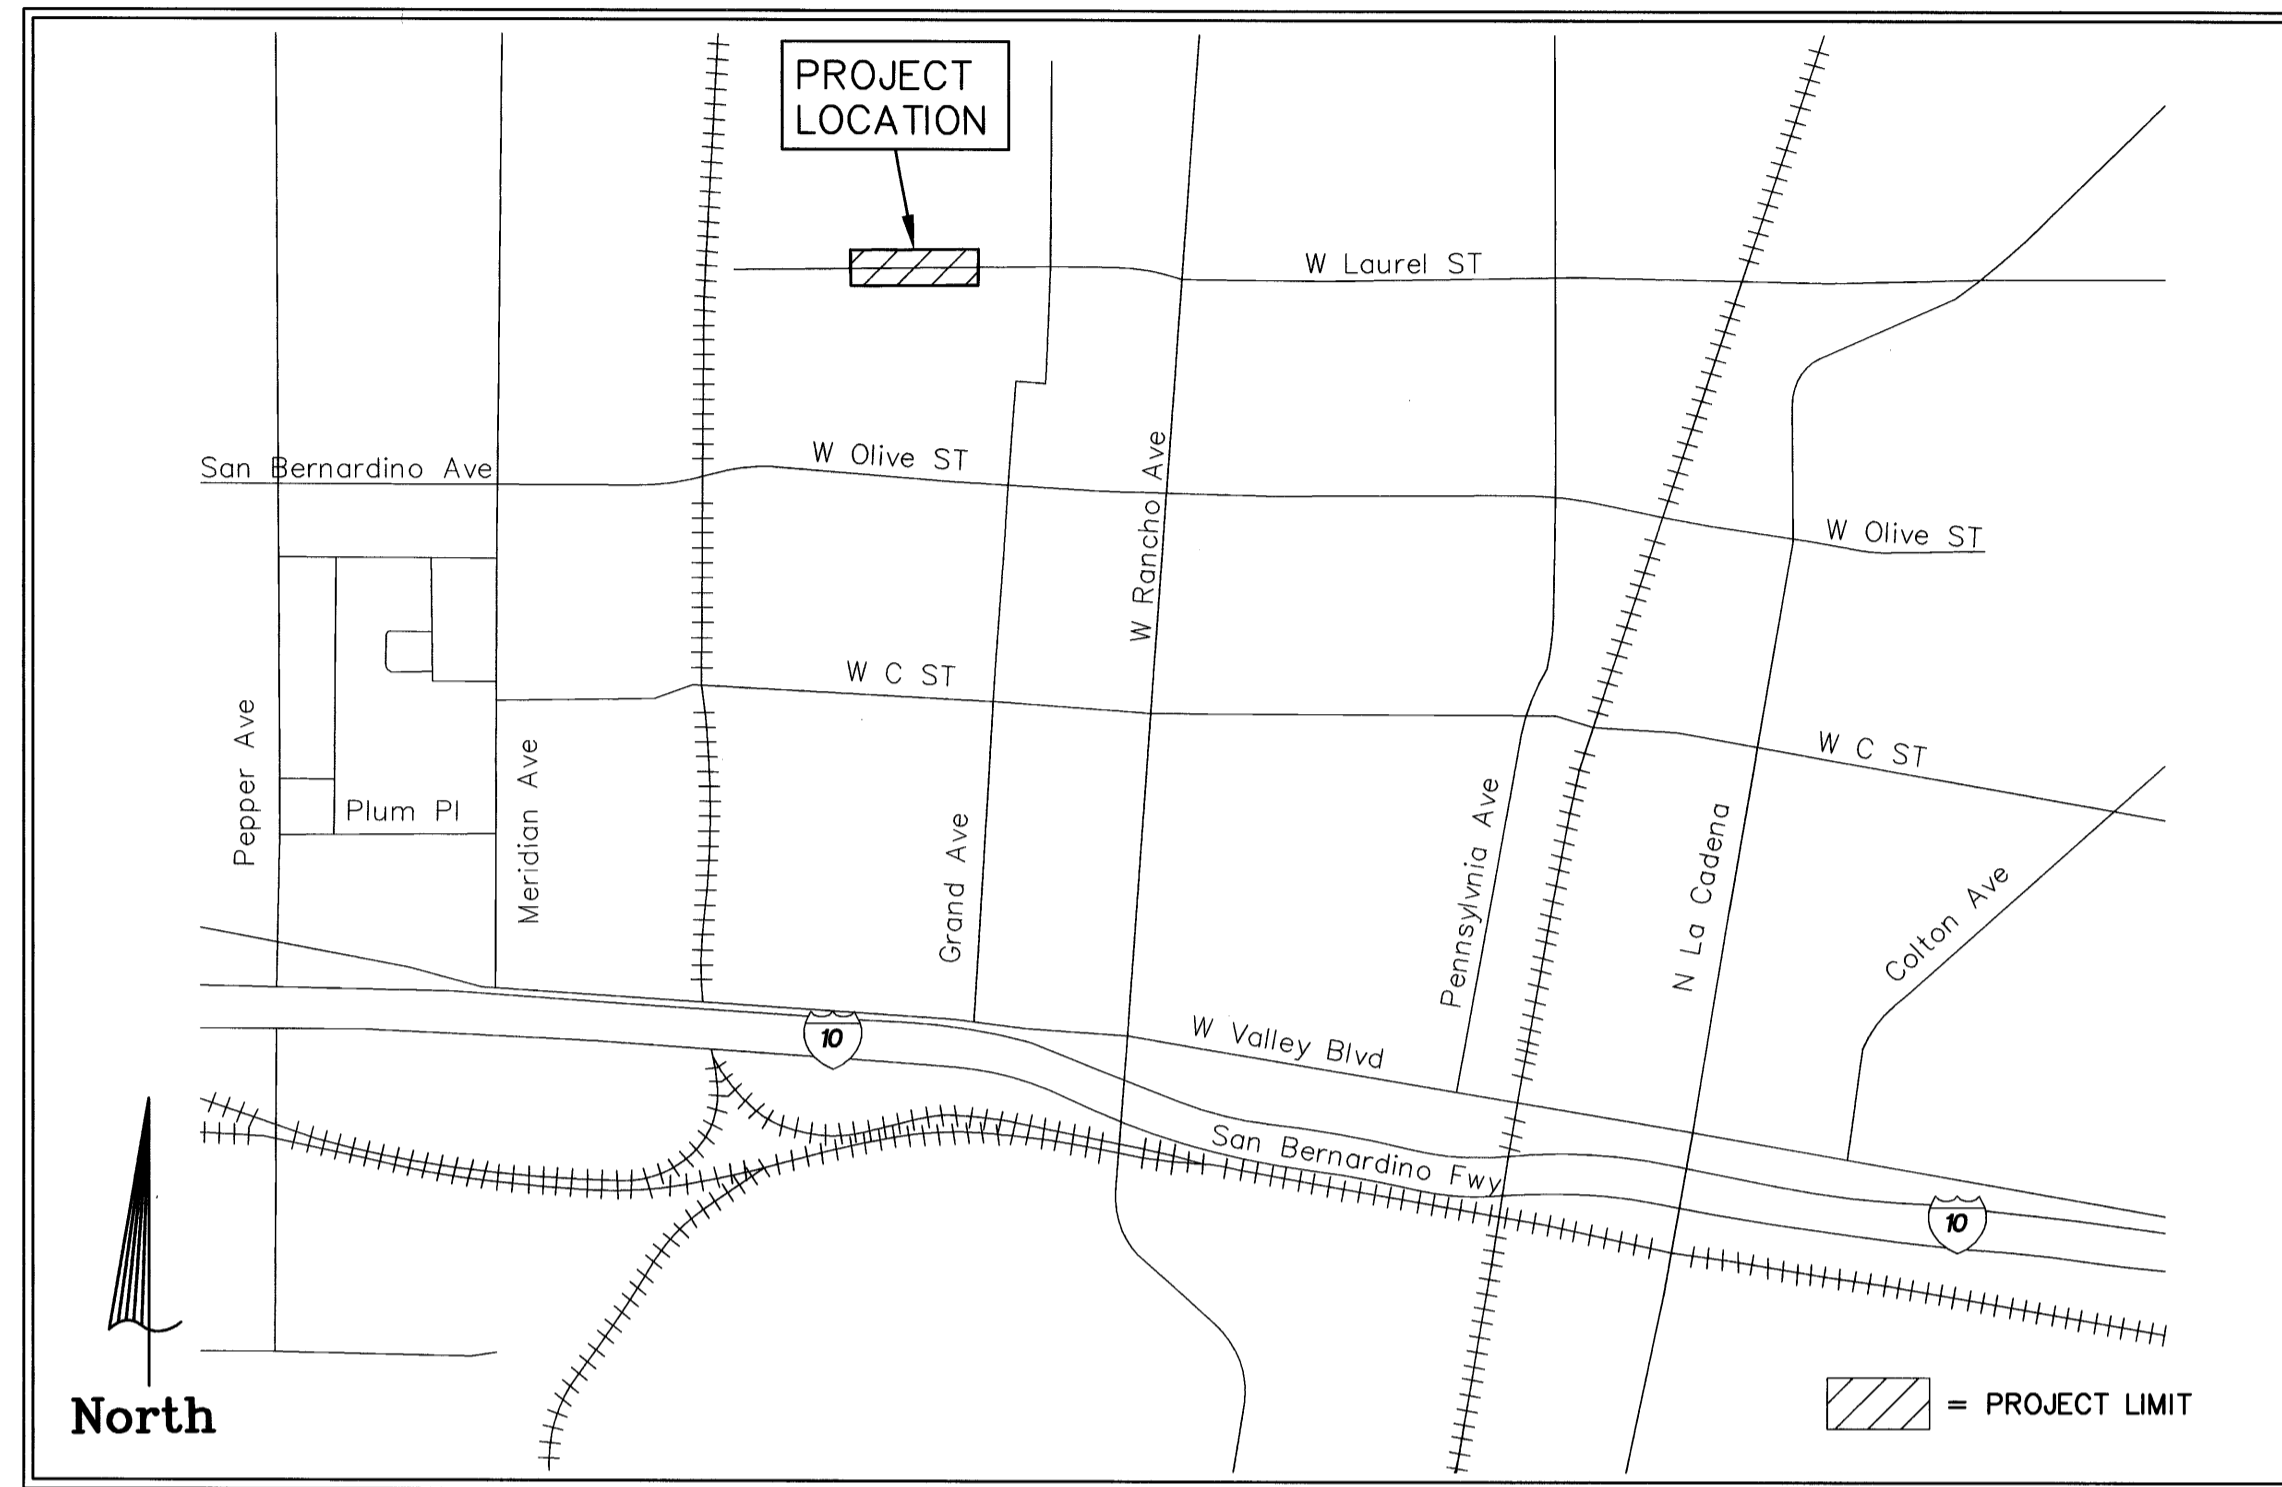 PROJECT
LOCATION
W Laurel ST
San Bernardino Ave
W Olive ST
W Rancho Ave
W Olive ST
W C ST
W C ST
Pepper Ave
Plum Pl
Meridian Ave
Grand Ave
Pennsylvnia Ave
N La Cadena
Colton Ave
10
W Valley Blvd
San Bernardino Fwy
10
North
= PROJECT LIMIT